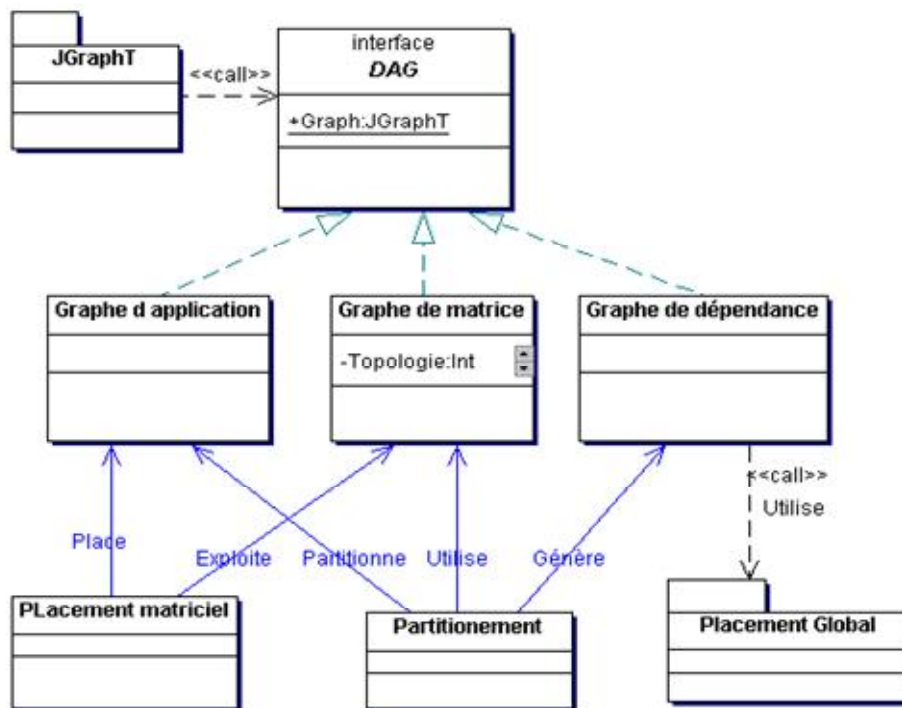 JGraphT
<<call>>
interface
DAG
+Graph:JGraphT
Graphe d application
Graphe de matrice
-Topologie:Int
Graphe de dépendance
<<call>>
Utilise
Place
Exploite
Partitionne
Utilise
Génère
PLacement matriciel
Partitionement
Placement Global